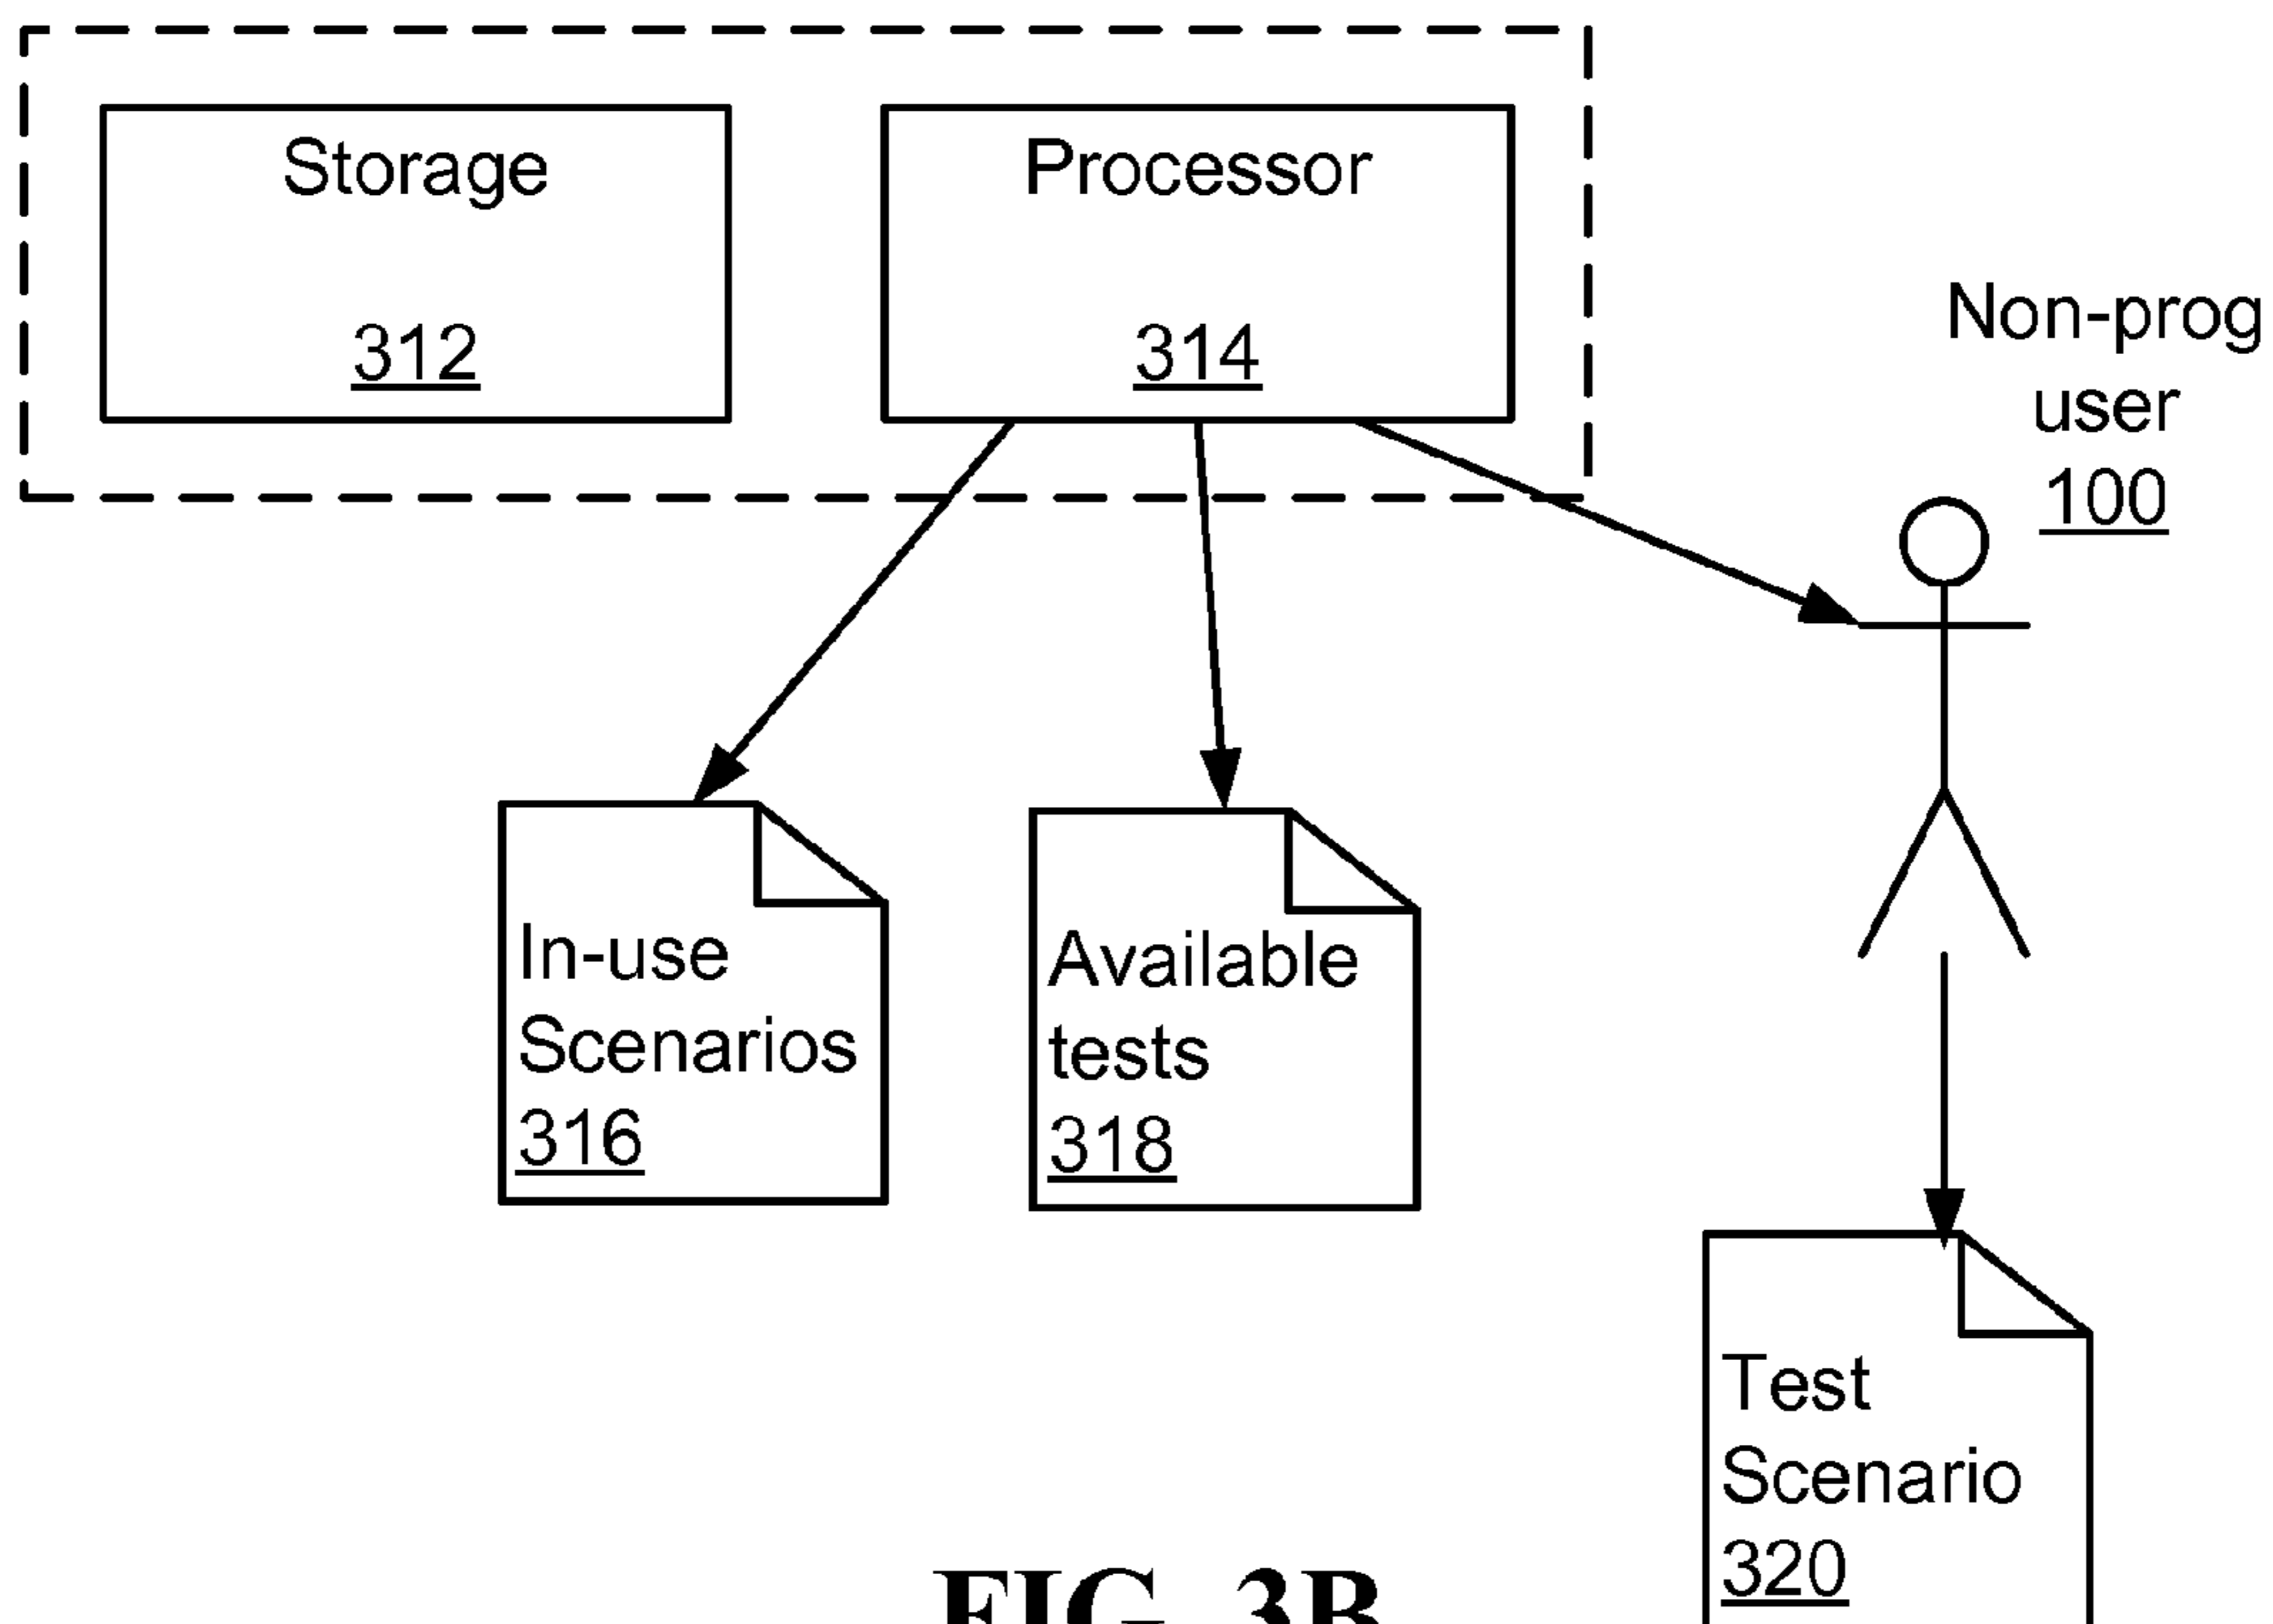 Storage
312
Processor
314
Non-prog
user
100
In-use
Scenarios
316
Available
tests
318
Test
Scenario
320
FIG. 3B